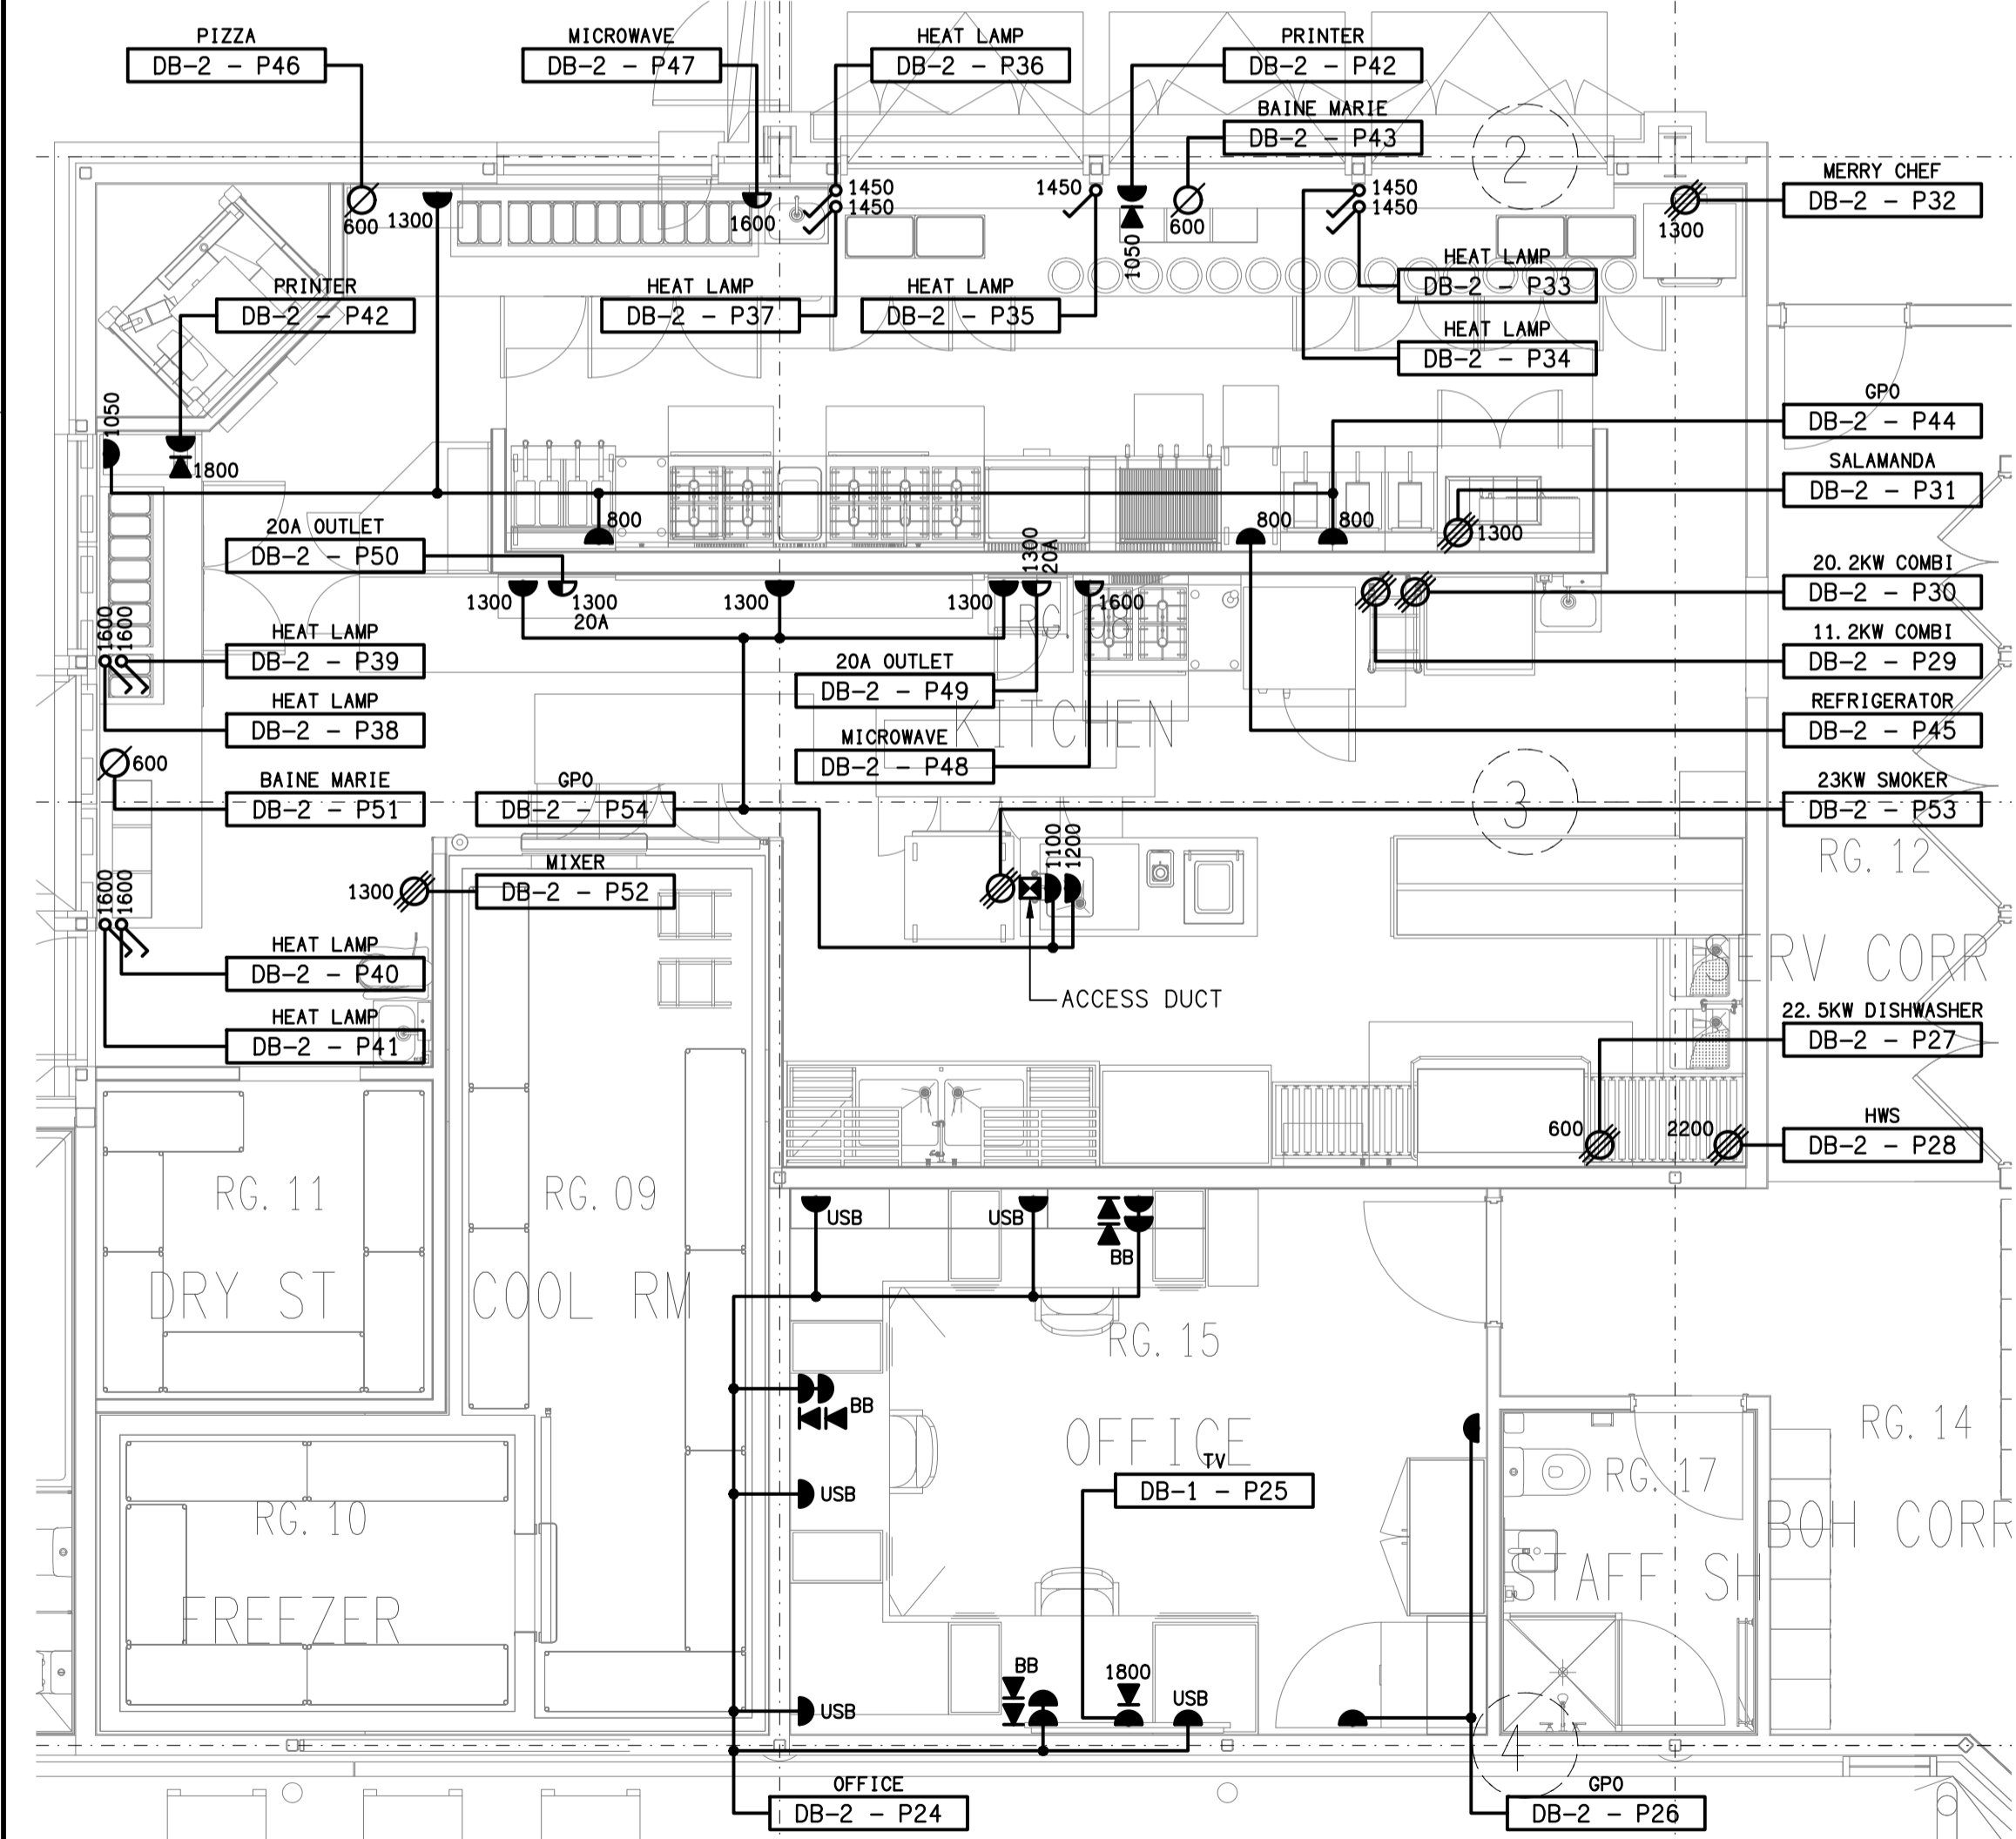 PIZZA
DB-2 - P46
MICROWAVE
DB-2 - P47
HEAT LAMP
DB-2 - P36
PRINTER
DB-2 - P42
BAINE MARIE
DB-2 - P43
2
MERRY CHEF
DB-2 - P32
600
1300
1600
1450
1450
1450
1050
600
1450
1450
1300
PRINTER
DB-2 - P42
HEAT LAMP
DB-2 - P37
HEAT LAMP
DB-2 - P35
HEAT LAMP
DB-2 - P33
HEAT LAMP
DB-2 - P34
GPO
DB-2 - P44
1050
1800
SALAMANDA
DB-2 - P31
800
800
800
1300
20A OUTLET
DB-2 - P50
1300
1300
20A
1300
1300
1300
20A
1600
20.2KW COMBI
DB-2 - P30
11.2KW COMBI
DB-2 - P29
1600
1600
HEAT LAMP
DB-2 - P39
HEAT LAMP
DB-2 - P38
20A OUTLET
DB-2 - P49
KITCHEN
MICROWAVE
DB-2 - P48
REFRIGERATOR
DB-2 - P45
600
BAINE MARIE
DB-2 - P51
GPO
DB-2 - P54
3
23KW SMOKER
DB-2 - P53
RG. 12
SERV CORR
1300
MIXER
DB-2 - P52
1100
1200
ACCESS DUCT
1600
1600
HEAT LAMP
DB-2 - P40
HEAT LAMP
DB-2 - P41
22.5KW DISHWASHER
DB-2 - P27
600
2200
HWS
DB-2 - P28
RG. 11
DRY ST
RG. 09
COOL RM
USB
USB
BB
RG. 15
OFFICE
BB
USB
TV
DB-1 - P25
RG. 17
STAFF SH
RG. 14
BOH CORR
RG. 10
FREEZER
USB
BB
1800
USB
4
OFFICE
DB-2 - P24
GPO
DB-2 - P26